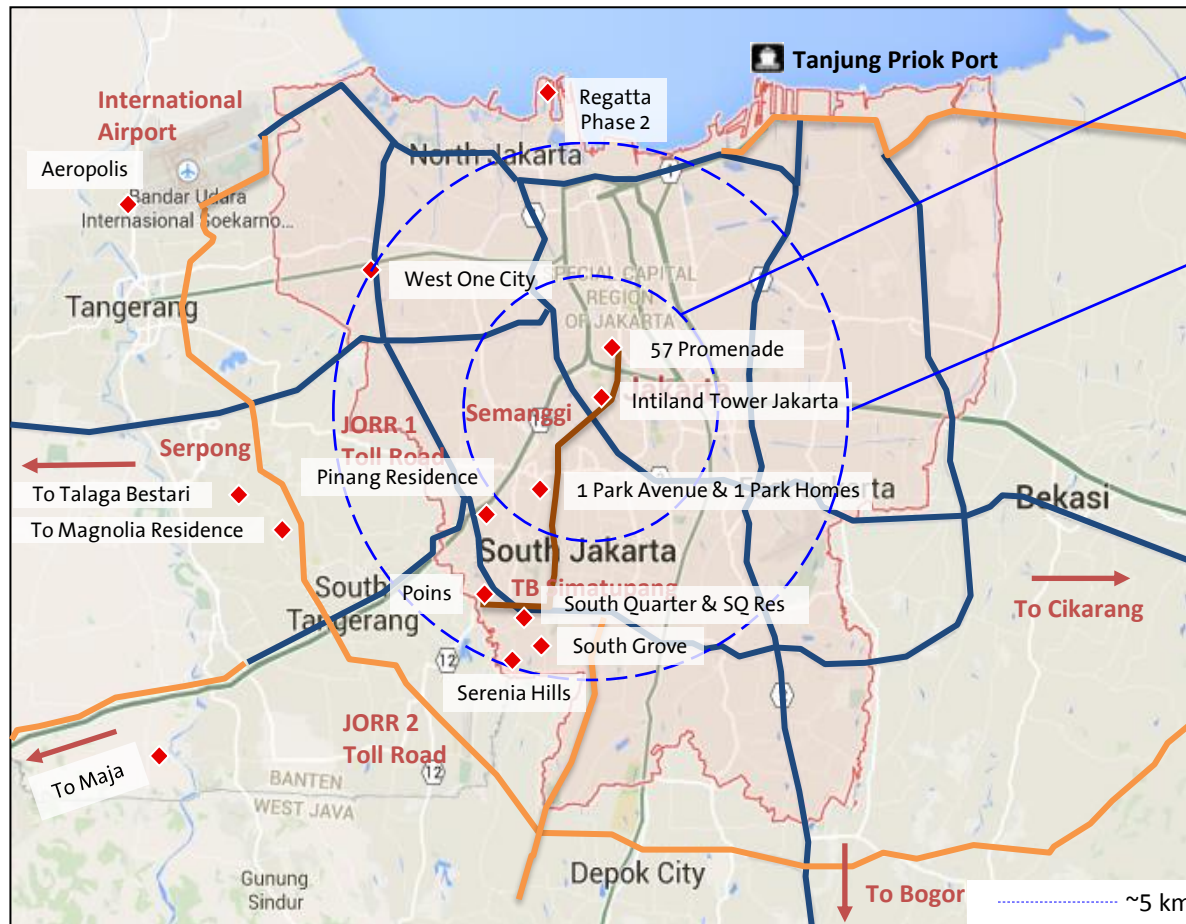 Tanjung Priok Port
International
Airport
Regatta
Phase 2
North Jakarta
Aeropolis
Bandar Udara
Internasional Soekarno...
West One City
SPECIAL CAPITAL
REGION
OF JAKARTA
Tangerang
57 Promenade
Jakarta
Intiland Tower Jakarta
Semanggi
JORR 1
Toll Road
Serpong
Pinang Residence
To Talaga Bestari
1 Park Avenue & 1 Park Homes
Bekasi
To Magnolia Residence
South Jakarta
South
Tangerang
TB Simatupang
Poins
South Quarter & SQ Res
To Cikarang
South Grove
12
Serenia Hills
JORR 2
Toll Road
To Maja
12
BANTEN
WEST JAVA
Depok City
Gunung
Sindur
To Bogor
~5 km